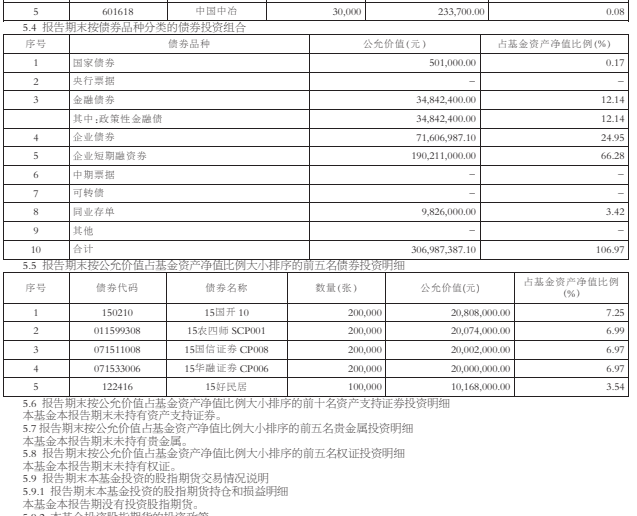 5 601618 中国中冶 30,000 233,700.00 0.08
5.4 报告期末按债券品种分类的债券投资组合
序号 债券品种 公允价值(元) 占基金资产净值比例(%)
1 国家债券 501,000.00 0.17
2 央行票据 － －
3 金融债券 34,842,400.00 12.14
其中:政策性金融债 34,842,400.00 12.14
4 企业债券 71,606,987.10 24.95
5 企业短期融资券 190,211,000.00 66.28
6 中期票据 － －
7 可转债 － －
8 同业存单 9,826,000.00 3.42
9 其他 － －
10 合计 306,987,387.10 106.97
5.5 报告期末按公允价值占基金资产净值比例大小排序的前五名债券投资明细
序号 债券代码 债券名称 数量(张) 公允价值(元) 占基金资产净值比例
(%)
1 150210 15国开 10 200,000 20,808,000.00 7.25
2 011599308 15农四师 SCP001 200,000 20,074,000.00 6.99
3 071511008 15国信证券 CP008 200,000 20,002,000.00 6.97
4 071533006 15华融证券 CP006 200,000 20,000,000.00 6.97
5 122416 15好民居 100,000 10,168,000.00 3.54
5.6 报告期末按公允价值占基金资产净值比例大小排序的前十名资产支持证券投资明细
本基金本报告期末未持有资产支持证券。
5.7 报告期末按公允价值占基金资产净值比例大小排序的前五名贵金属投资明细
本基金本报告期末未持有贵金属。
5.8 报告期末按公允价值占基金资产净值比例大小排序的前五名权证投资明细
本基金本报告期末未持有权证。
5.9 报告期末本基金投资的股指期货交易情况说明
5.9.1 报告期末本基金投资的股指期货持仓和损益明细
本基金本报告期没有投资股指期货。
5.9.2 本基金投资股指期货的投资政策